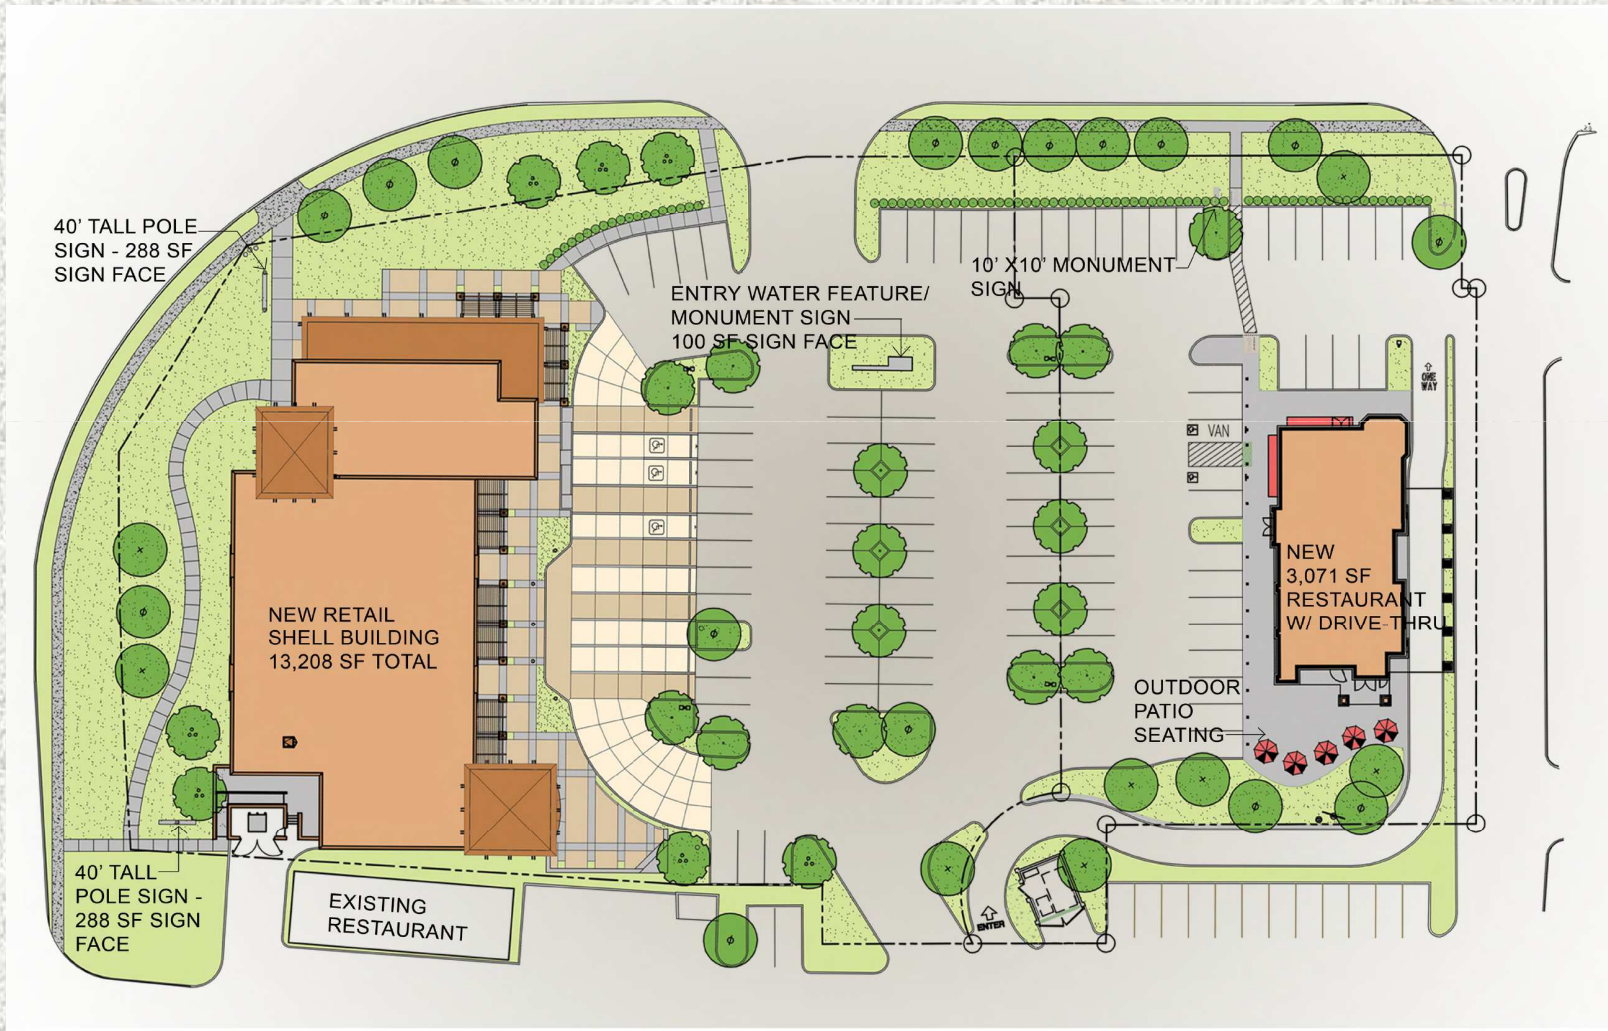 40' TALL POLE
SIGN - 288 SF
SIGN FACE
ENTRY WATER FEATURE/
MONUMENT SIGN
100 SF SIGN FACE
10' X10' MONUMENT
SIGN
ONE
WAY
VAN
NEW
3,071 SF
RESTAURANT
W/ DRIVE-THRU
NEW RETAIL
SHELL BUILDING
13,208 SF TOTAL
OUTDOOR
PATIO
SEATING
40' TALL
POLE SIGN -
288 SF SIGN
FACE
EXISTING
RESTAURANT
ENTER